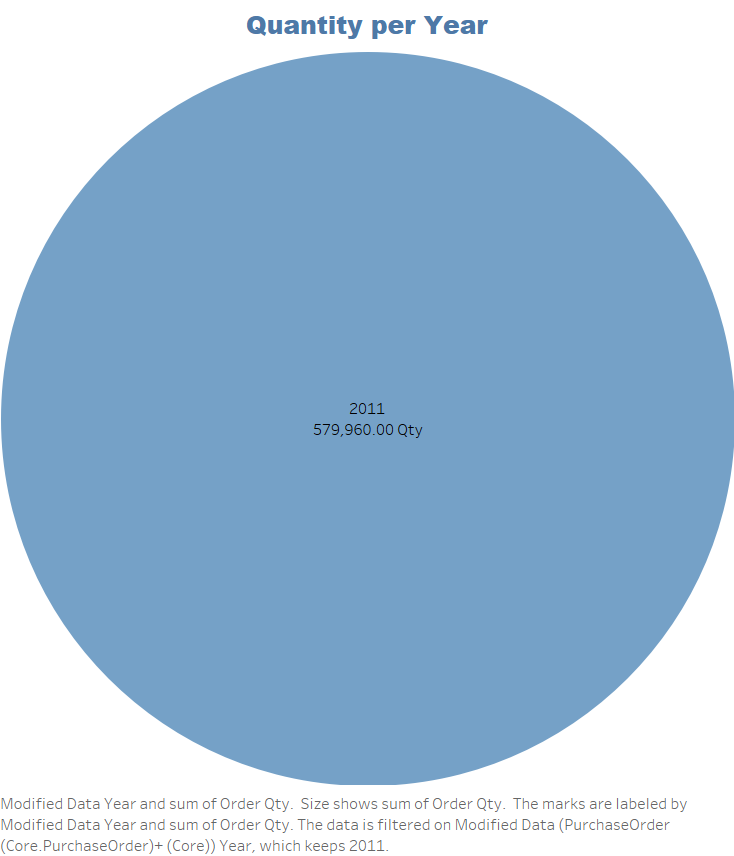 Quantity per Year
2011
579,960.00 Qty
Modified Data Year and sum of Order Qty.  Size shows sum of Order Qty.  The marks are labeled by
Modified Data Year and sum of Order Qty. The data is filtered on Modified Data (PurchaseOrder
(Core.PurchaseOrder)+ (Core)) Year, which keeps 2011.